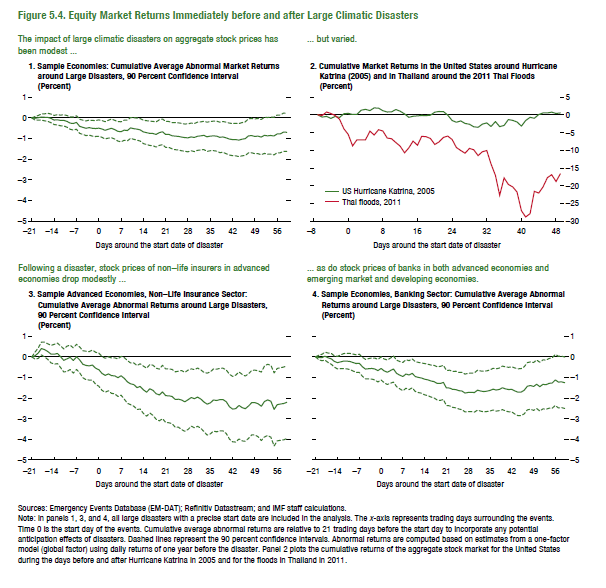 Figure 5.4. Equity Market Returns Immediately before and after Large Climatic Disasters
The impact of large climatic disasters on aggregate stock prices has
been modest ...
1. Sample Economies: Cumulative Average Abnormal Market Returns
around Large Disasters, 90 Percent Confidence Interval
(Percent)
1
0
–1
–2
–3
–4
–5
–21 –14 –7 0 7 14 21 28 35 42 49 56
Days around the start date of disaster
... but varied.
2. Cumulative Market Returns in the United States around Hurricane
Katrina (2005) and in Thailand around the 2011 Thai Floods
(Percent)
5
0
–5
–10
–15
–20
–25
–30
US Hurricane Katrina, 2005
Thai floods, 2011
–8 0 8 16 24 32 40 48
Days around the start date of disaster
Following a disaster, stock prices of non–life insurers in advanced
economies drop modestly ...
3. Sample Advanced Economies, Non–Life Insurance Sector:
Cumulative Average Abnormal Returns around Large Disasters,
90 Percent Confidence Interval
(Percent)
1
0
–1
–2
–3
–4
–5
–21 –14 –7 0 7 14 21 28 35 42 49 56
Days around the start date of disaster
... as do stock prices of banks in both advanced economies and
emerging market and developing economies.
4. Sample Economies, Banking Sector: Cumulative Average Abnormal
Returns around Large Disasters, 90 Percent Confidence Interval
(Percent)
1
0
–1
–2
–3
–4
–5
–21 –14 –7 0 7 14 21 28 35 42 49 56
Days around the start date of disaster
Sources: Emergency Events Database (EM-DAT); Refinitiv Datastream; and IMF staff calculations.
Note: In panels 1, 3, and 4, all large disasters with a precise start date are included in the analysis. The x-axis represents trading days surrounding the events.
Time 0 is the start day of the events. Cumulative average abnormal returns are relative to 21 trading days before the start day to incorporate any potential
anticipation effects of disasters. Dashed lines represent the 90 percent confidence intervals. Abnormal returns are computed based on estimates from a one-factor
model (global factor) using daily returns of one year before the disaster. Panel 2 plots the cumulative returns of the aggregate stock market for the United States
during the days before and after Hurricane Katrina in 2005 and for the floods in Thailand in 2011.